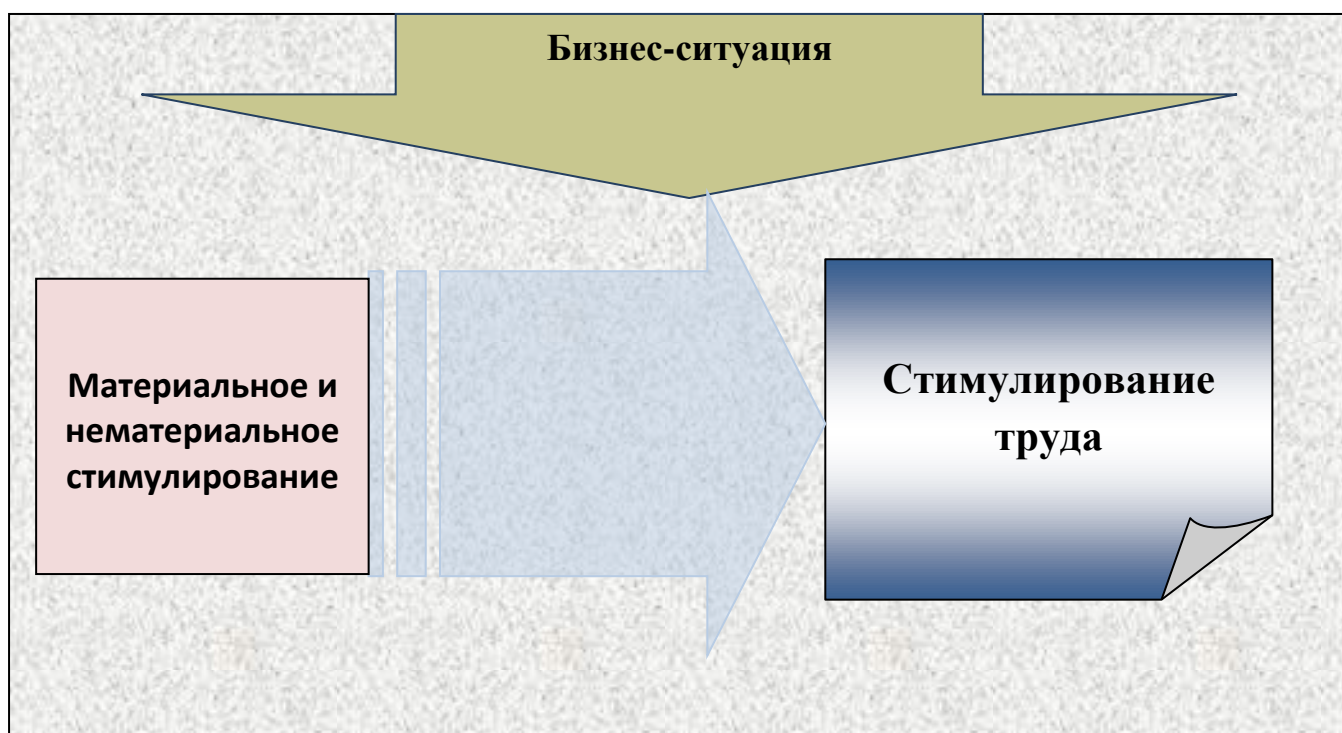 Бизнес-ситуация
Материальное и
нематериальное
стимулирование
Стимулирование
труда